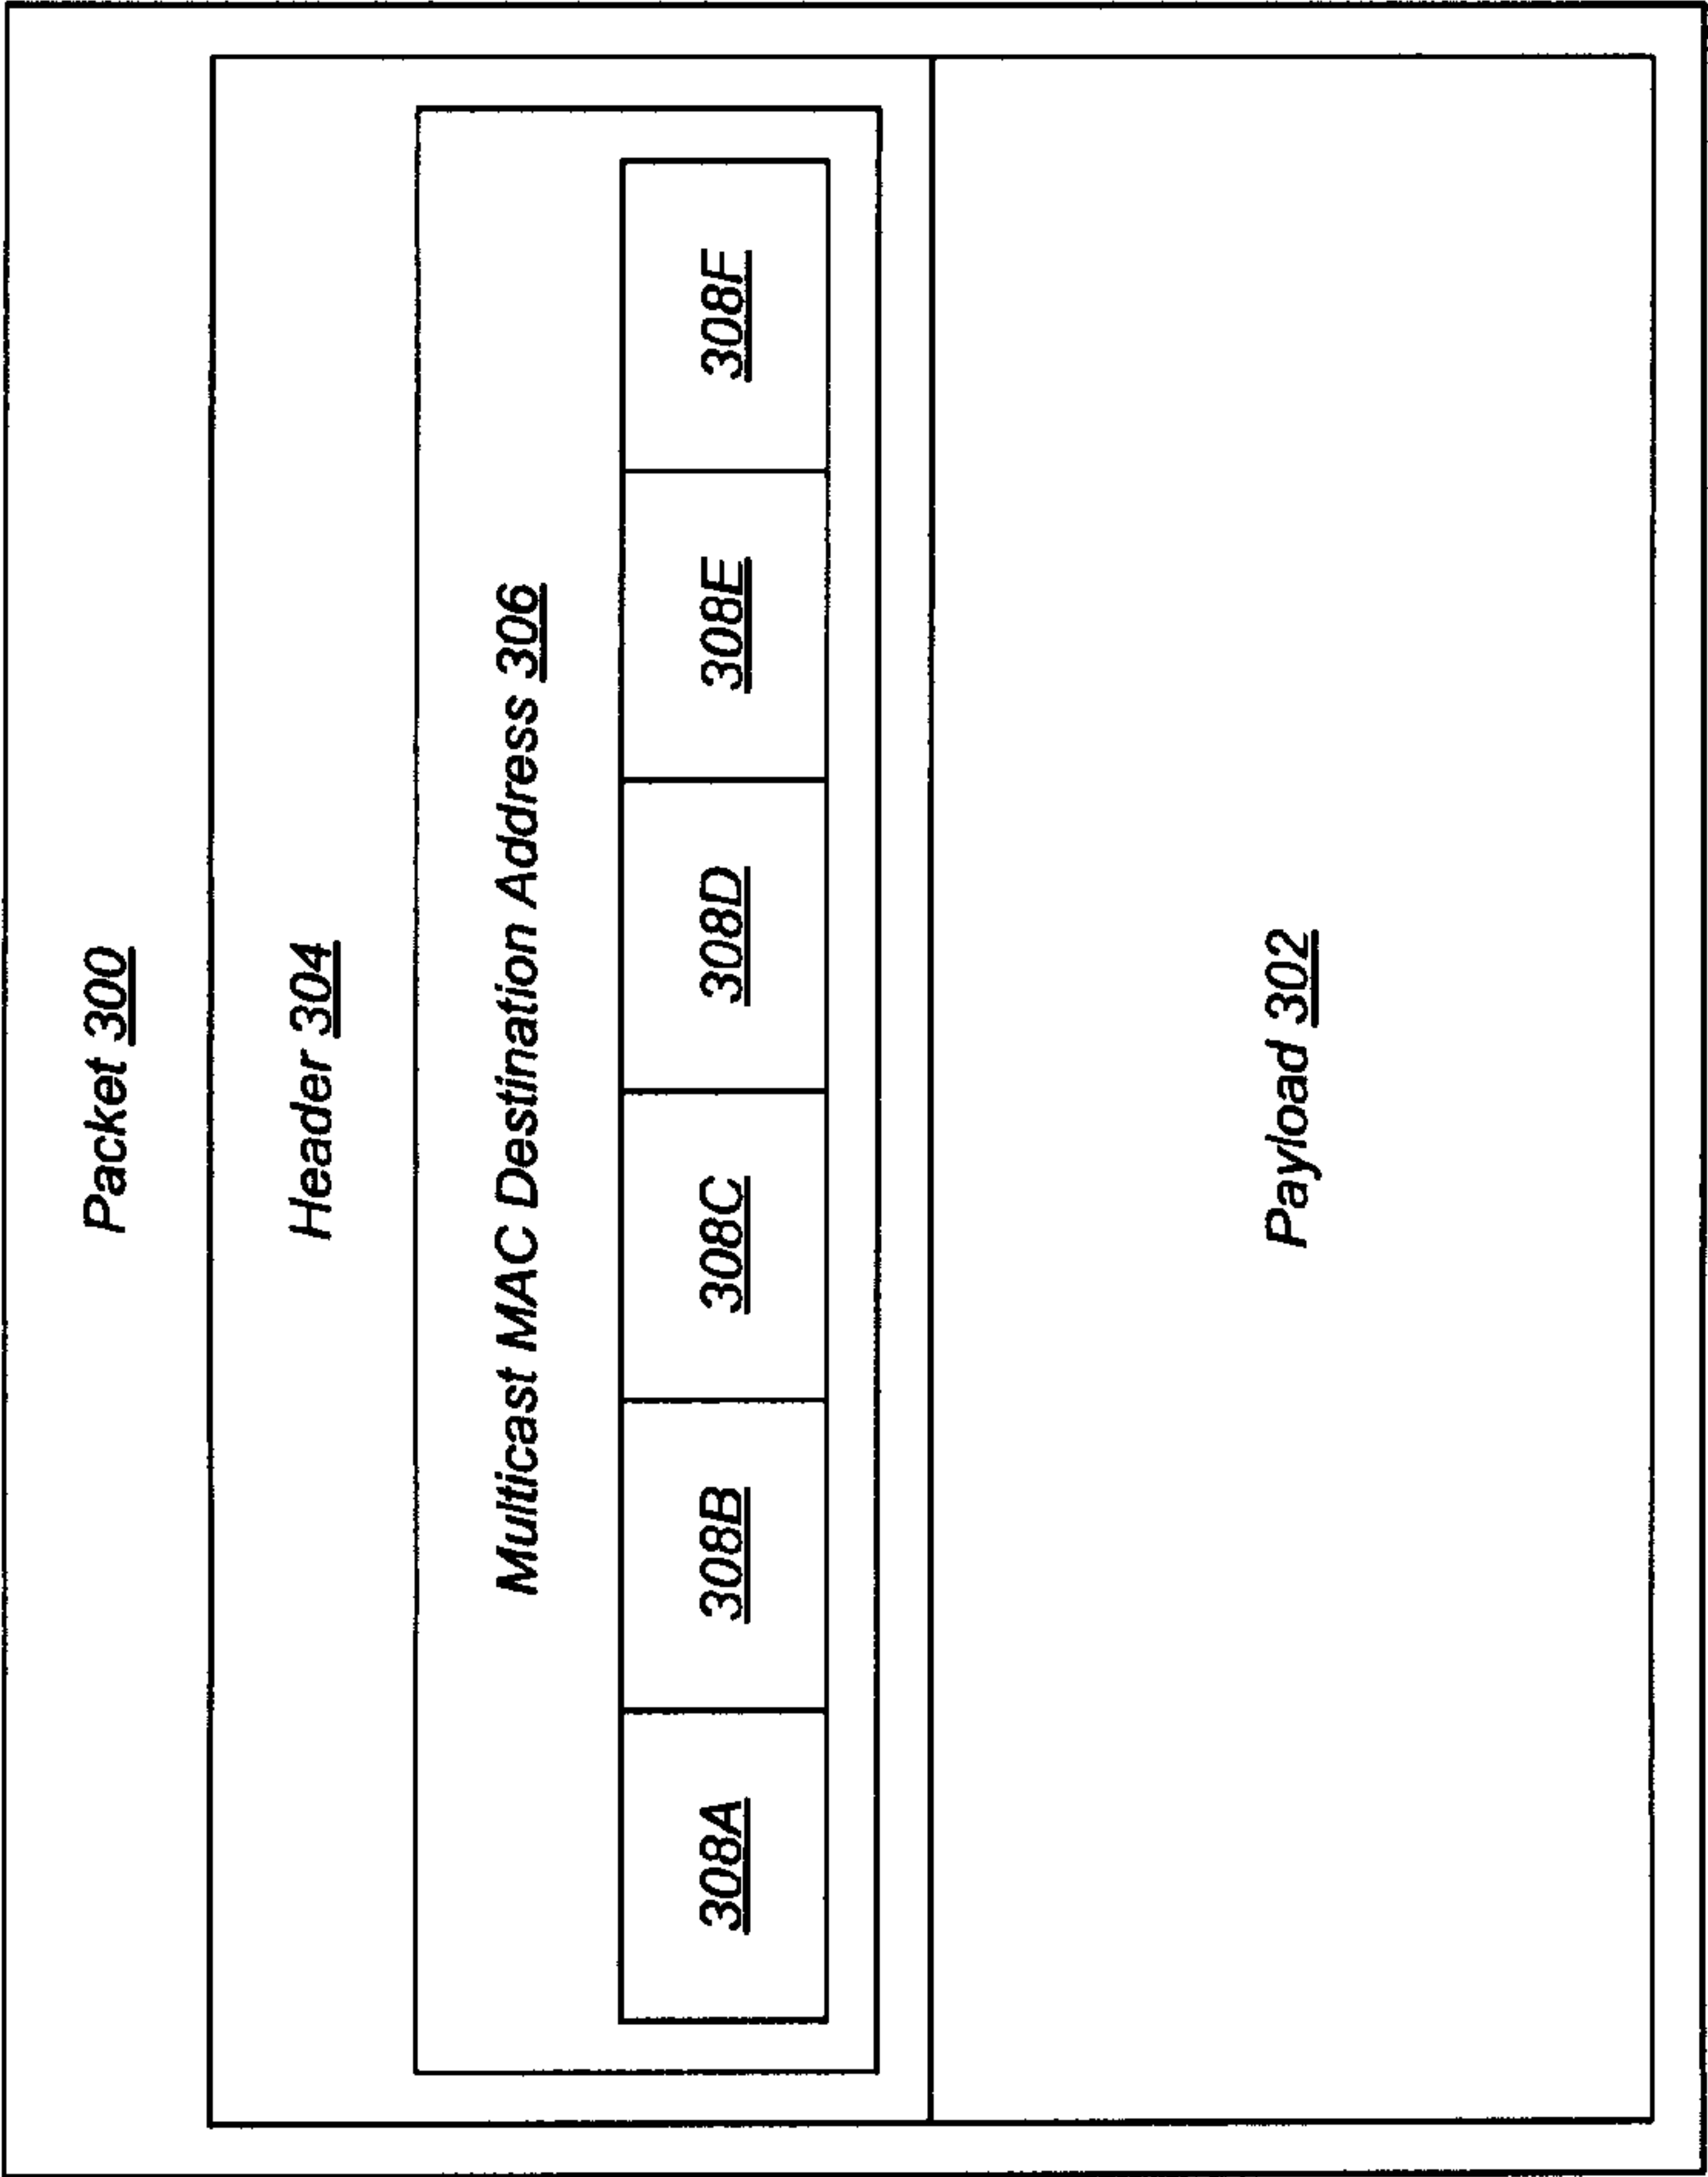 Packet 300
Header 304
Multicast MAC Destination Address 306
308A 308B 308C 308D 308E 308F
Payload 302